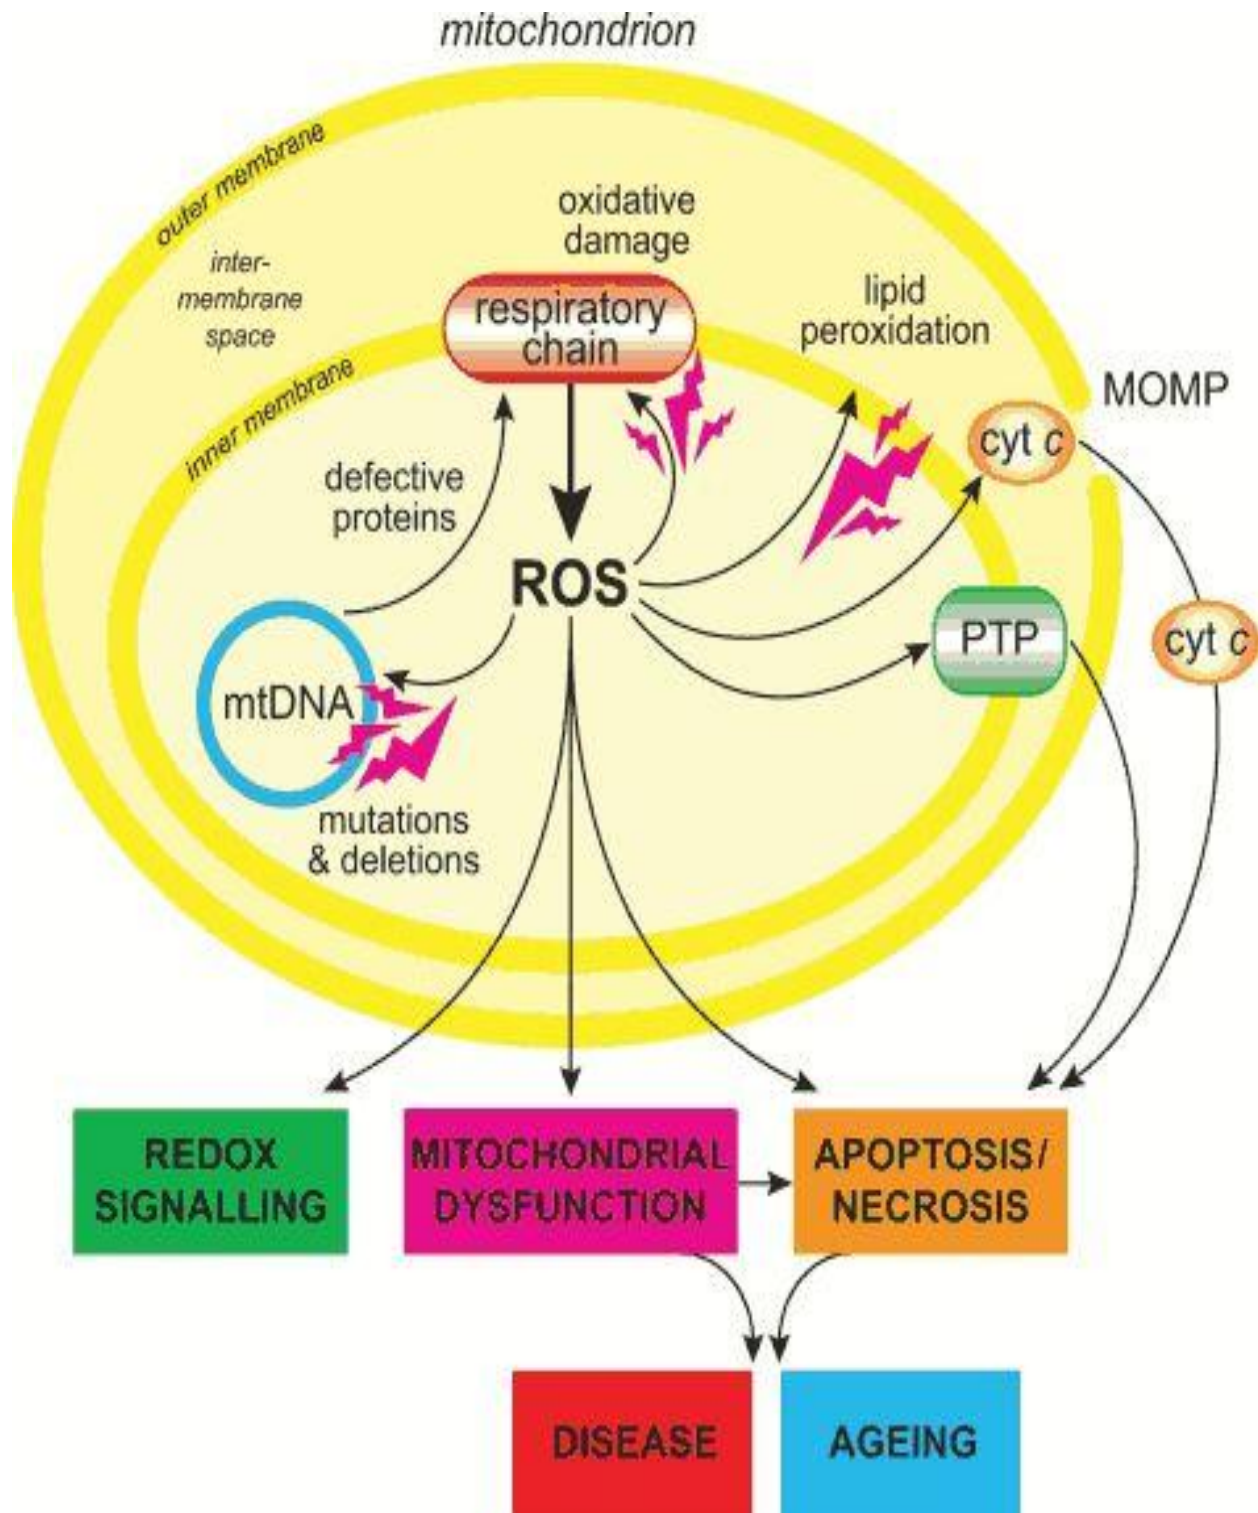 mitochondrion
outer membrane
inter-
membrane
space
inner membrane
oxidative
damage
respiratory
chain
lipid
peroxidation
MOMP
cyt c
defective
proteins
ROS
PTP
cyt c
mtDNA
mutations
& deletions
REDOX
SIGNALLING
MITOCHONDRIAL
DYSFUNCTION
APOPTOSIS/
NECROSIS
DISEASE
AGEING